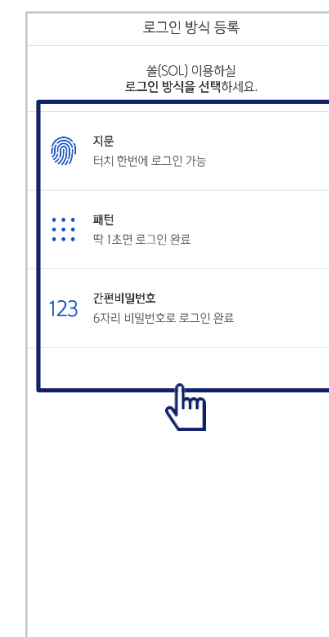 로그인 방식 등록
쏠(SOL) 이용하실
로그인 방식을 선택하세요.
지문
터치 한번에 로그인 가능
패턴
딱 1초면 로그인 완료
123
간편비밀번호
6자리 비밀번호로 로그인 완료